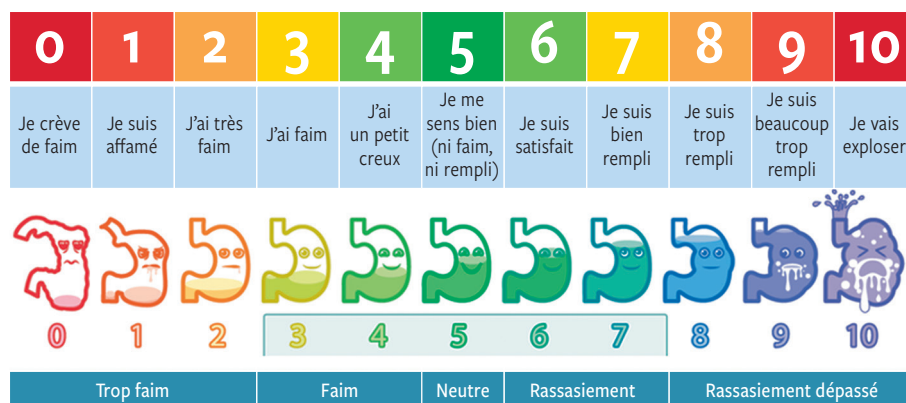 0 1 2 3 4 5 6 7 8 9 10
Je crève
de faim
Je suis
affamé
J'ai très
faim
J'ai faim
J'ai
un petit
creux
Je me
sens bien
(ni faim,
ni rempli)
Je suis
satisfait
Je suis
bien
rempli
Je suis
trop
rempli
Je suis
beaucoup
trop
rempli
Je vais
exploser
0 1 2 3 4 5 6 7 8 9 10
Trop faim
Faim
Neutre
Rassasiement
Rassasiement dépassé